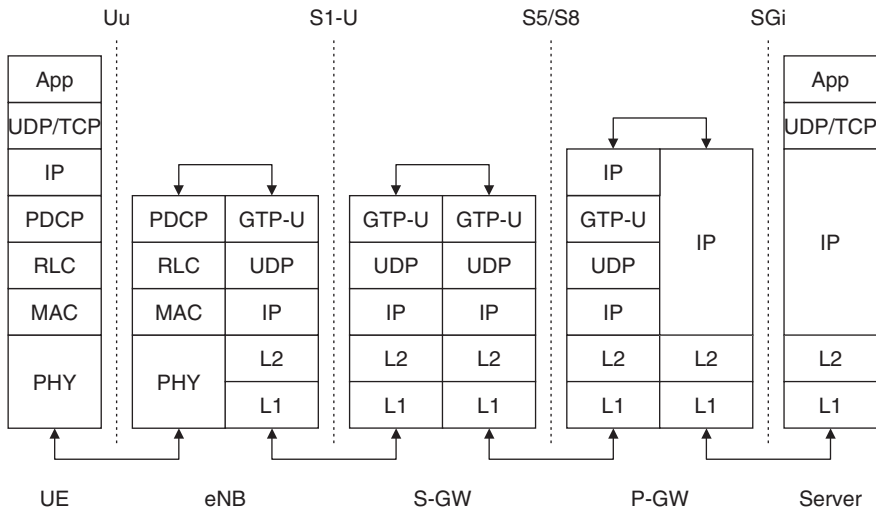 Uu S1-U S5/S8 SGi
App App
UDP/TCP UDP/TCP
IP IP
PDCP PDCP GTP-U GTP-U GTP-U GTP-U IP IP
RLC RLC UDP UDP UDP UDP
MAC MAC IP IP IP IP
PHY PHY L2 L2 L2 L2 L2 L2
L1 L1 L1 L1 L1 L1
UE eNB S-GW P-GW Server